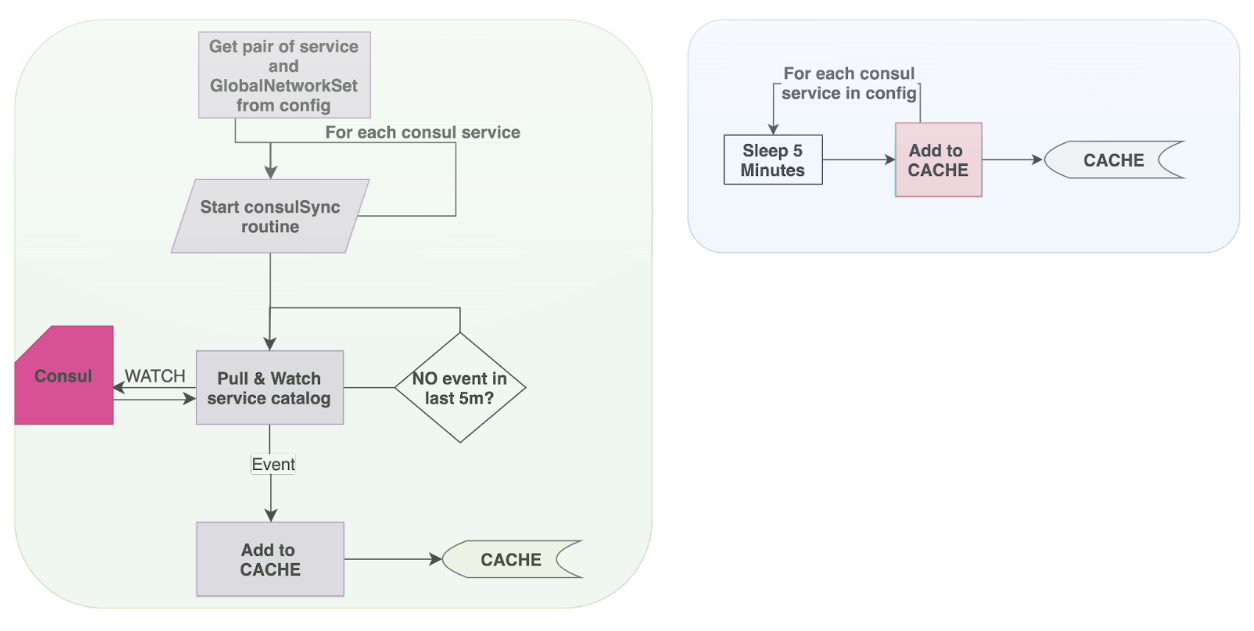 Get pair of service
and
GlobalNetworkSet
from config
For each consul service
Start consulSync
routine
Consul
WATCH
Pull & Watch
service catalog
NO event in
last 5m?
Event
Add to
CACHE
CACHE
For each consul
service in config
Sleep 5
Minutes
Add to
CACHE
CACHE